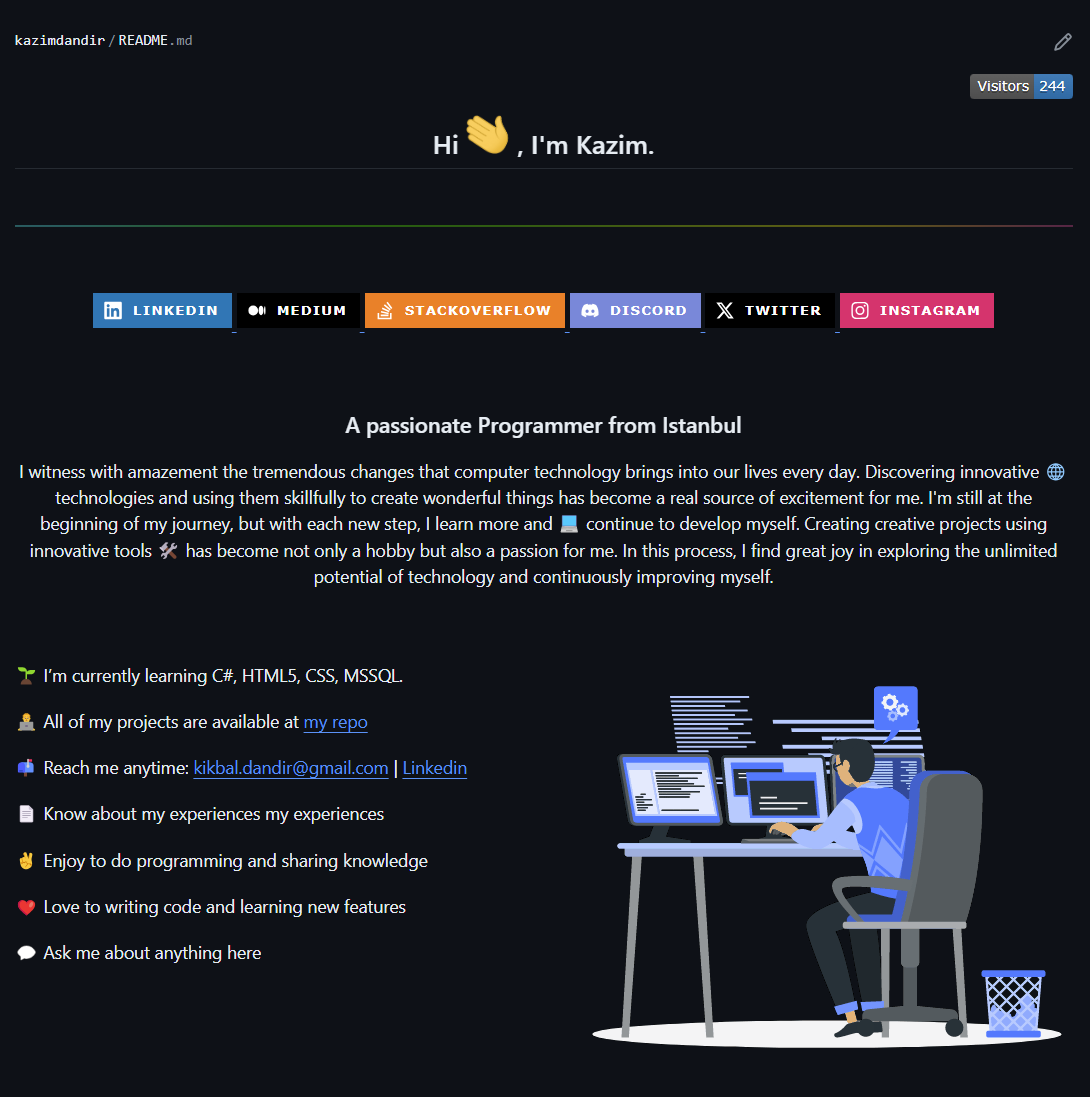 kazimdandir / README.md
Visitors 244
Hi 👋 , I'm Kazim.
LINKEDIN MEDIUM STACKOVERFLOW DISCORD TWITTER INSTAGRAM
A passionate Programmer from Istanbul
I witness with amazement the tremendous changes that computer technology brings into our lives every day. Discovering innovative 🌐
technologies and using them skillfully to create wonderful things has become a real source of excitement for me. I'm still at the
beginning of my journey, but with each new step, I learn more and 💻 continue to develop myself. Creating creative projects using
innovative tools 🛠️ has become not only a hobby but also a passion for me. In this process, I find great joy in exploring the unlimited
potential of technology and continuously improving myself.
🌱 I’m currently learning C#, HTML5, CSS, MSSQL.
👨‍💻 All of my projects are available at my repo
📫 Reach me anytime: kikbal.dandir@gmail.com | Linkedin
📄 Know about my experiences my experiences
✌️ Enjoy to do programming and sharing knowledge
❤️ Love to writing code and learning new features
💬 Ask me about anything here